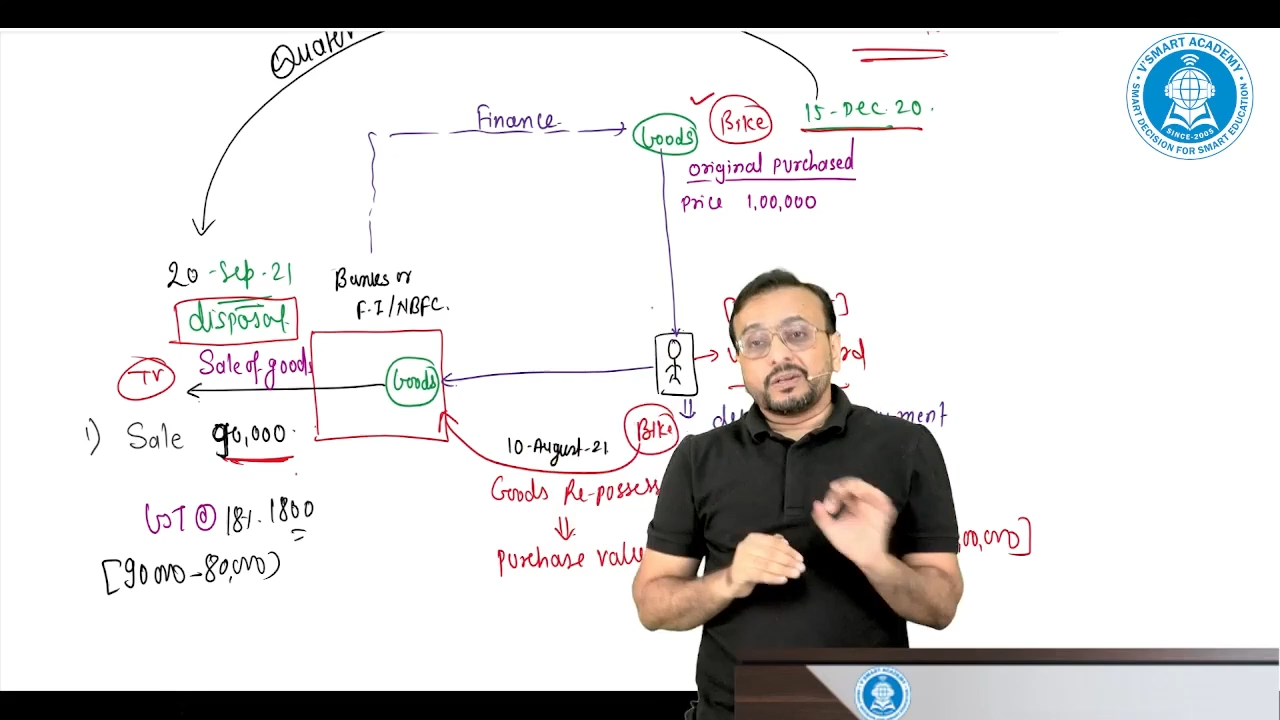 Quater
Finance
Goods
Bike
15-Dec.20.
original purchased
Price 1,00,000
20-Sep-21
disposal
Banks or
F.I/NBFC.
TV
Sale of goods
Goods
1) Sale 90,000.
10-August-21
Bike
Goods Re-possess
Purchase valu
GST @ 18%. 1800
[90000-80,000)
00,000]
V'SMART ACADEMY
SMART DECISION FOR SMART EDUCATION
SINCE-2005